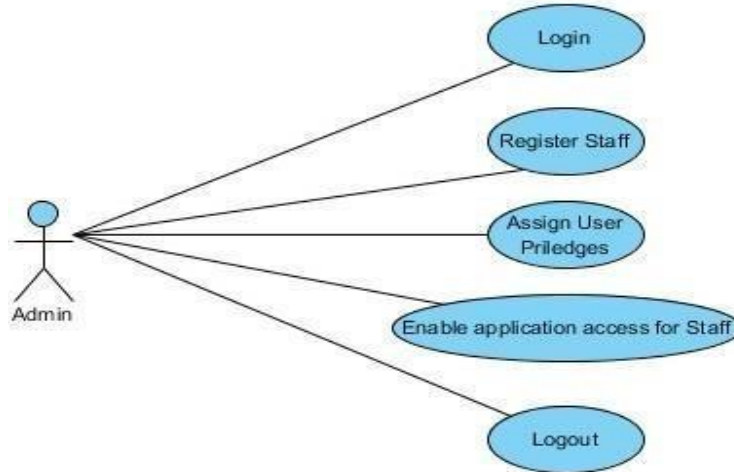 Login
Register Staff
Assign User
Priledges
Enable application access for Staff
Logout
Admin